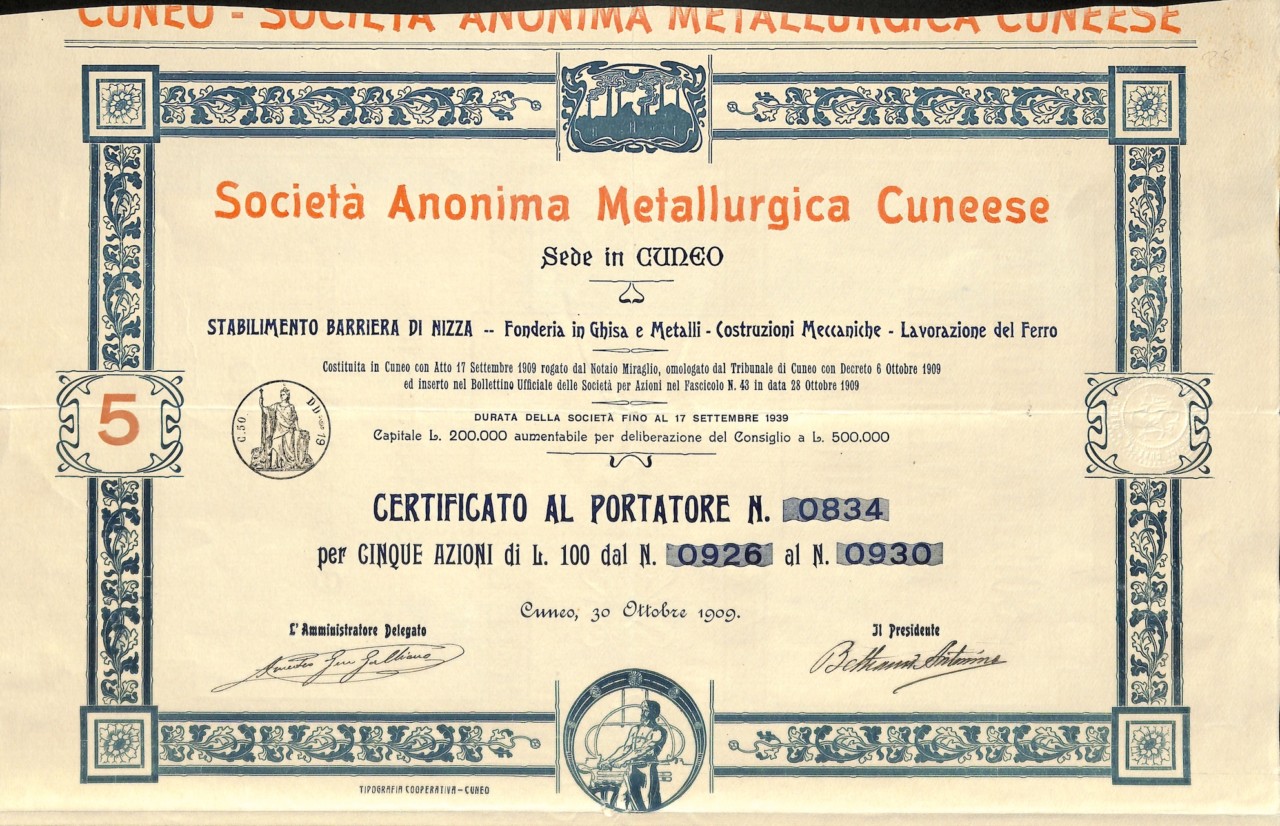 CUNEO - SOCIETÀ ANONIMA METALLURGICA CUNEESE
Società Anonima Metallurgica Cuneese
Sede in CUNEO
STABILIMENTO BARRIERA DI NIZZA -- Fonderia in Ghisa e Metalli - Costruzioni Meccaniche - Lavorazione del Ferro
Costituita in Cuneo con Atto 17 Settembre 1909 rogato dal Notaio Miraglio, omologato dal Tribunale di Cuneo con Decreto 6 Ottobre 1909
ed inserto nel Bollettino Ufficiale delle Società per Azioni nel Fascicolo N. 43 in data 28 Ottobre 1909
5
C. 50
19
DURATA DELLA SOCIETÀ FINO AL 17 SETTEMBRE 1939
Capitale L. 200.000 aumentabile per deliberazione del Consiglio a L. 500.000
CERTIFICATO AL PORTATORE N. 0834
per CINQUE AZIONI di L. 100 dal N. 0926 al N. 0930
Cuneo, 30 Ottobre 1909.
L'Amministratore Delegato
Il Presidente
TIPOGRAFIA COOPERATIVA - CUNEO